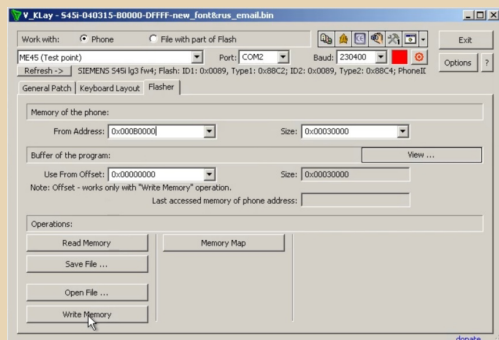 V_KLay - S45i-040315-B0000-DFFFF-new_font&rus_email.bin
Work with: Phone File with part of Flash Exit
ME45 (Test point) Port: COM2 Baud: 230400 Options ?
Refresh -> SIEMENS S45i lg3 fw4; Flash: ID1: 0x0089, Type1: 0x88C2; ID2: 0x0089, Type2: 0x88C4; PhoneII
General Patch Keyboard Layout Flasher
Memory of the phone:
From Address: 0x000B0000 Size: 0x00030000
Buffer of the program: View ...
Use From Offset: 0x00000000 Size: 0x00030000
Note: Offset - works only with "Write Memory" operation.
Last accessed memory of phone address:
Operations:
Read Memory Memory Map
Save File ...
Open File ...
Write Memory
donate